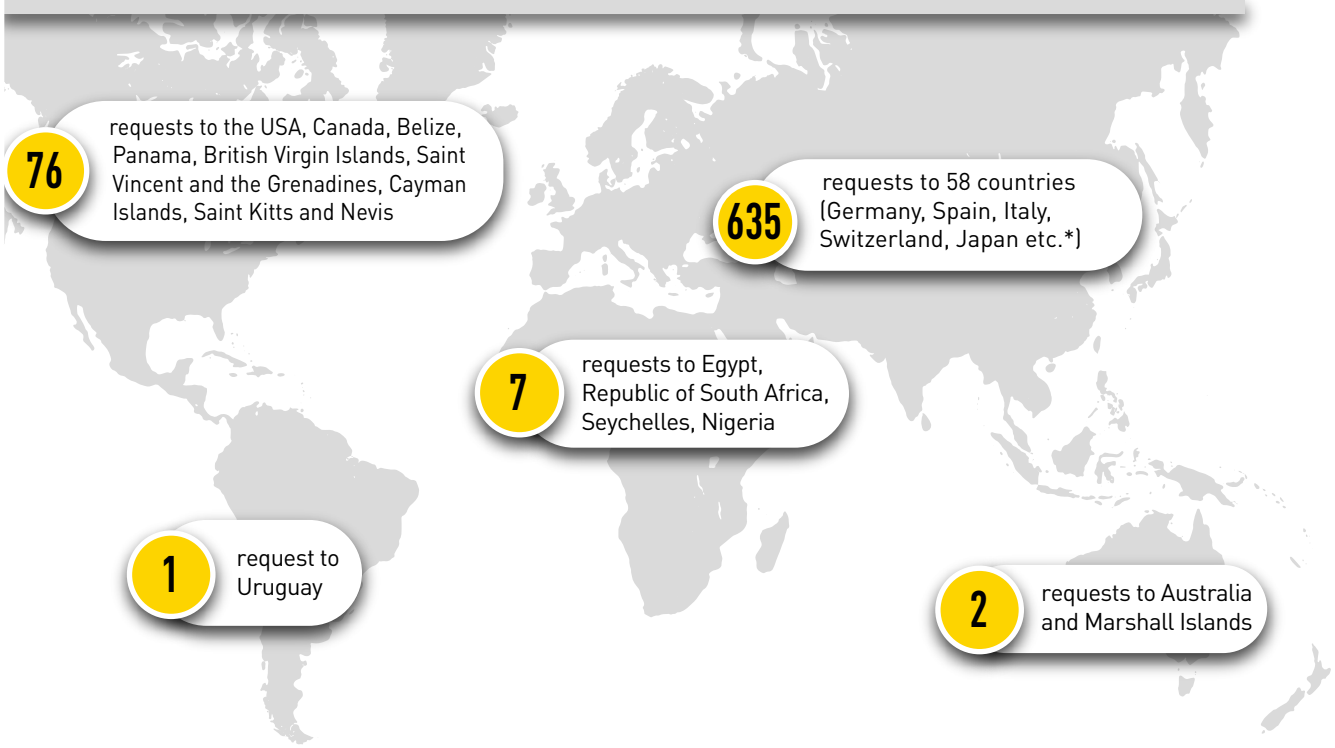 76
requests to the USA, Canada, Belize,
Panama, British Virgin Islands, Saint
Vincent and the Grenadines, Cayman
Islands, Saint Kitts and Nevis
635
requests to 58 countries
(Germany, Spain, Italy,
Switzerland, Japan etc.*)
7
requests to Egypt,
Republic of South Africa,
Seychelles, Nigeria
1
request to
Uruguay
2
requests to Australia
and Marshall Islands